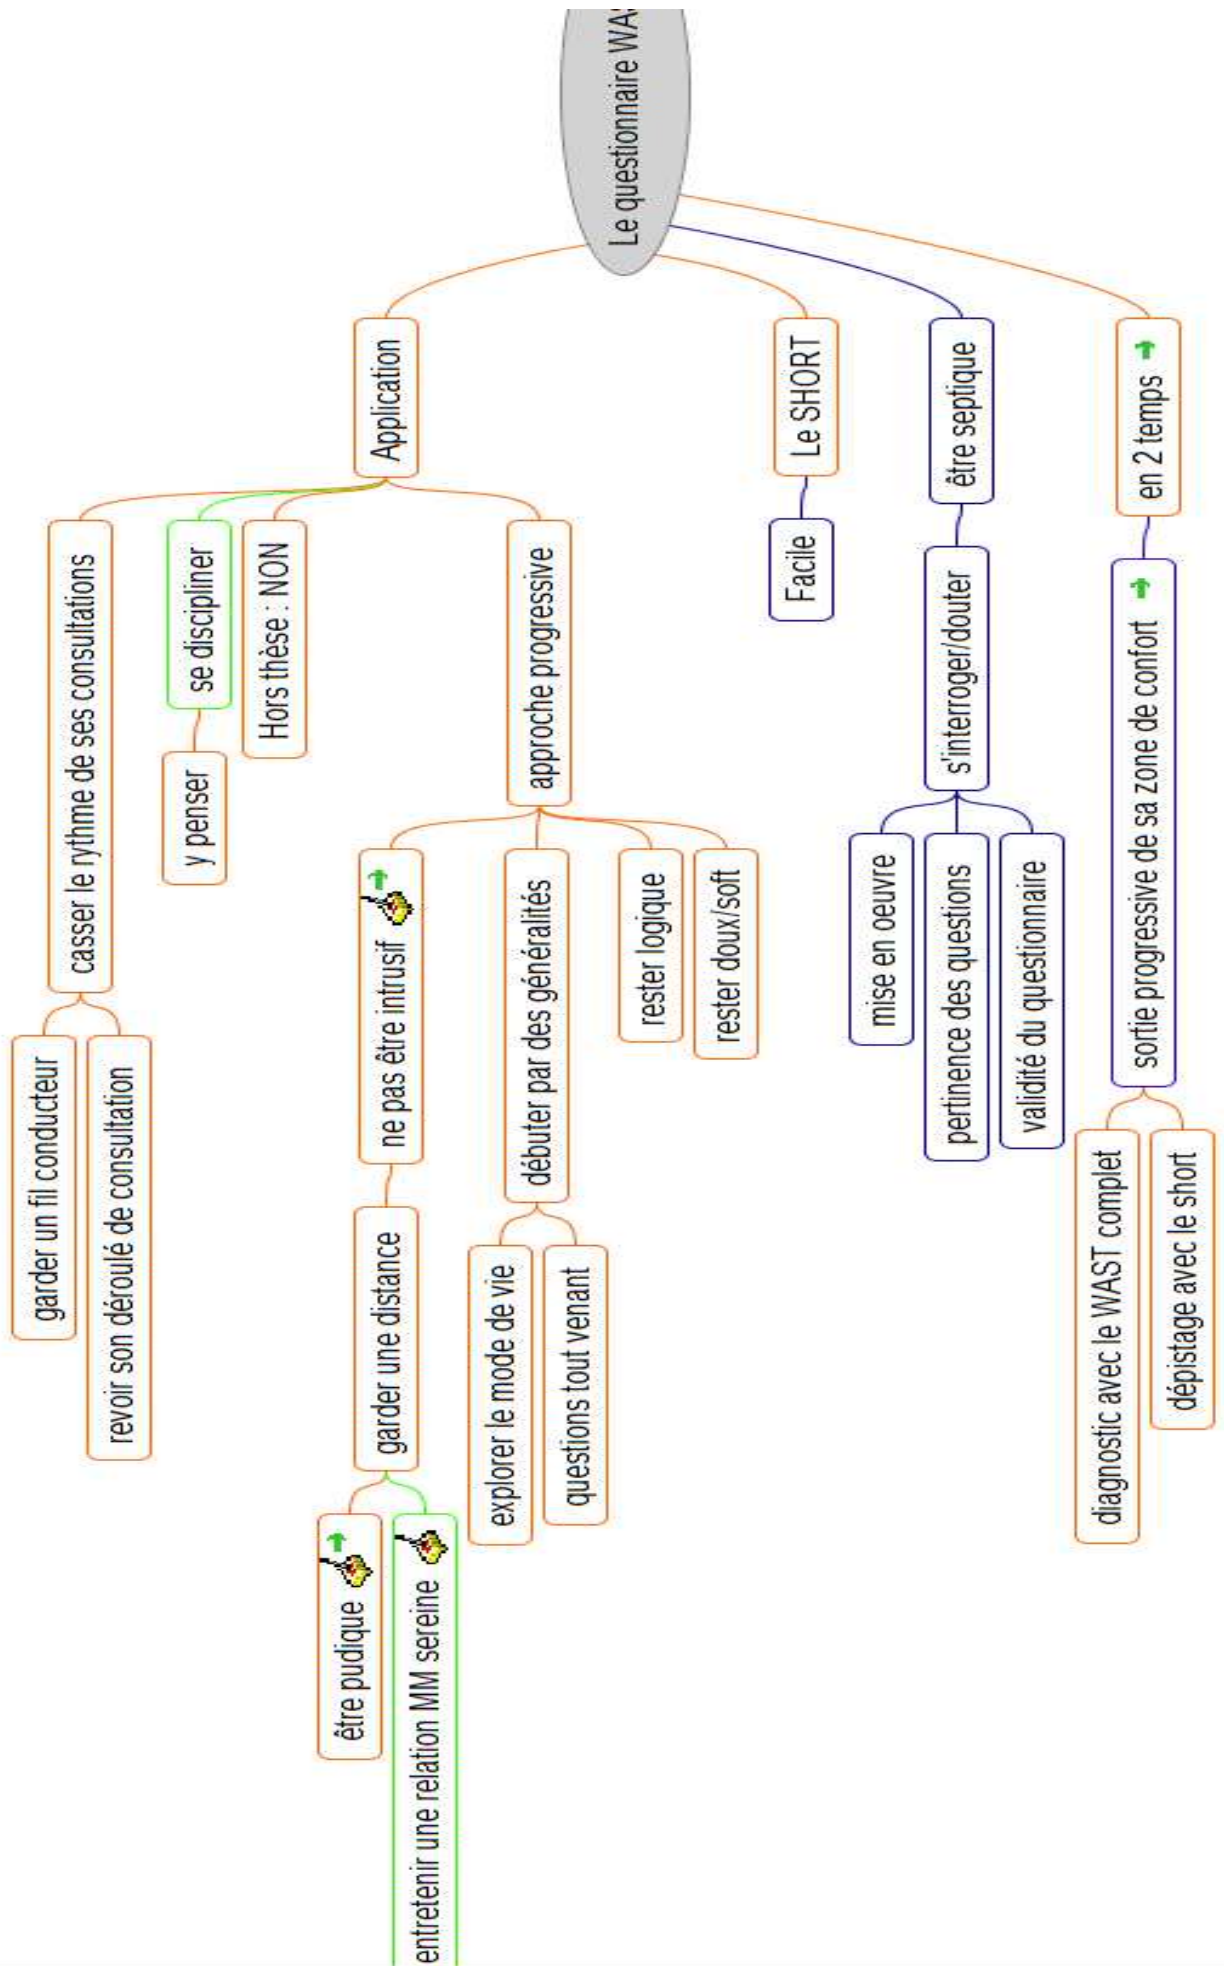 Le questionnaire WAS
Application
casser le rythme de ses consultations
garder un fil conducteur
revoir son déroulé de consultation
se discipliner
y penser
Hors thèse : NON
approche progressive
ne pas être intrusif
garder une distance
être pudique
entretenir une relation MM sereine
débuter par des généralités
explorer le mode de vie
questions tout venant
rester logique
rester doux/soft
Le SHORT
Facile
être septique
s'interroger/douter
mise en oeuvre
pertinence des questions
validité du questionnaire
en 2 temps
sortie progressive de sa zone de confort
diagnostic avec le WAST complet
dépistage avec le short